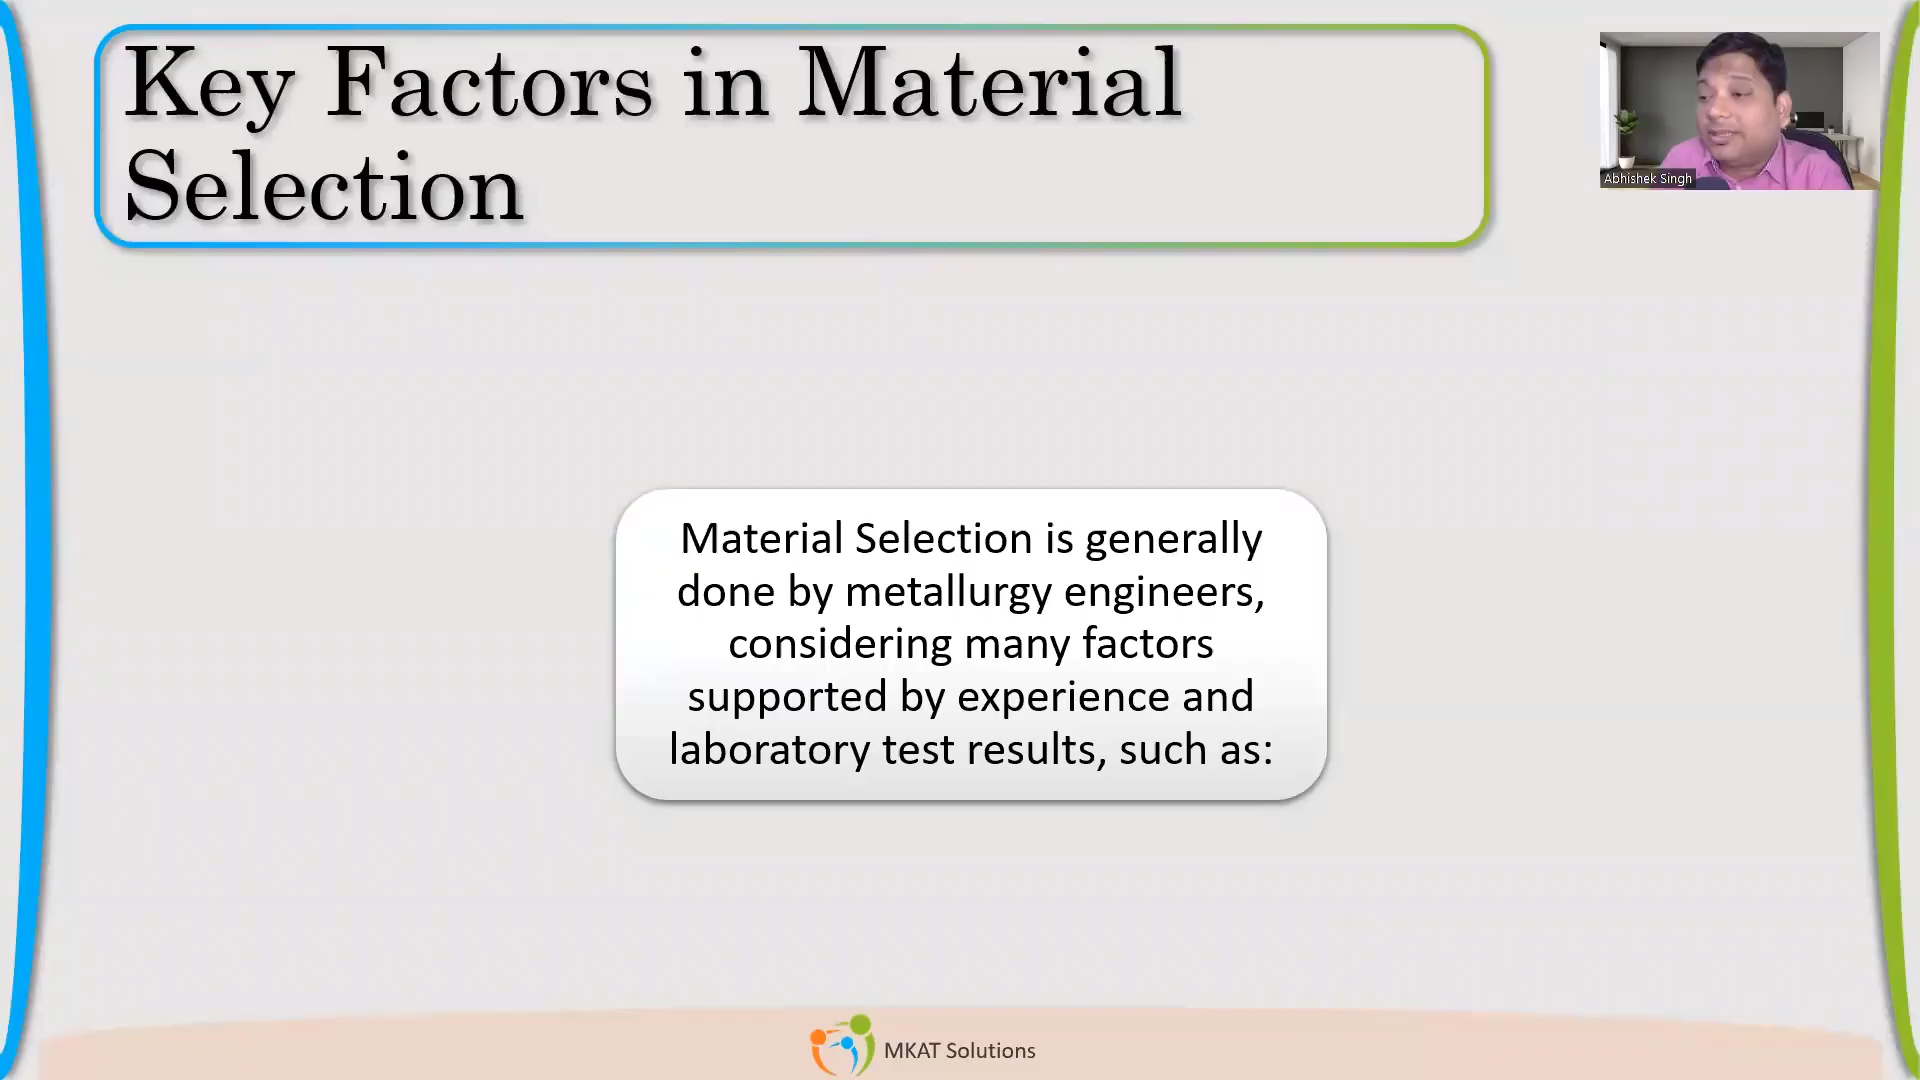 Key Factors in Material
Selection
Abhishek Singh
Material Selection is generally
done by metallurgy engineers,
considering many factors
supported by experience and
laboratory test results, such as:
MKAT Solutions